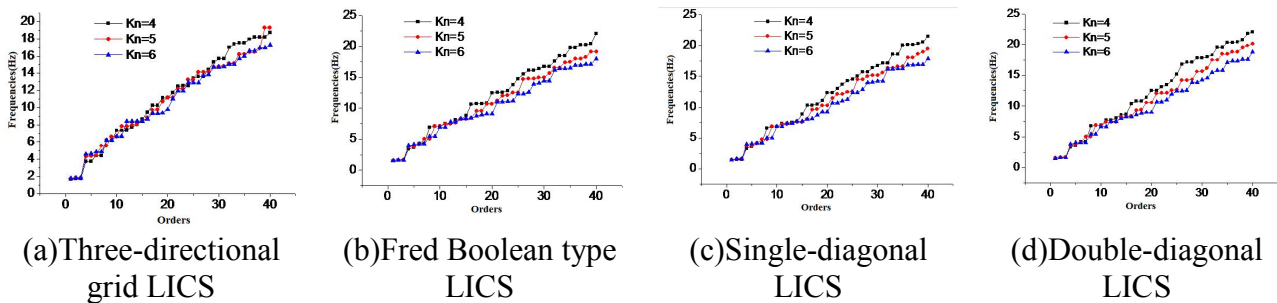 Frequencies(Hz)
20
18
16
14
12
10
8
6
4
2
0
Kn=4
Kn=5
Kn=6
0
10
20
30
40
Orders
(a)Three-directional
grid LICS
Frequencies(Hz)
25
20
15
10
5
0
Kn=4
Kn=5
Kn=6
0
10
20
30
40
Orders
(b)Fred Boolean type
LICS
Frequencies(Hz)
25
20
15
10
5
0
Kn=4
Kn=5
Kn=6
0
10
20
30
40
Orders
(c)Single-diagonal
LICS
Frequencies(Hz)
25
20
15
10
5
0
Kn=4
Kn=5
Kn=6
0
10
20
30
40
Orders
(d)Double-diagonal
LICS